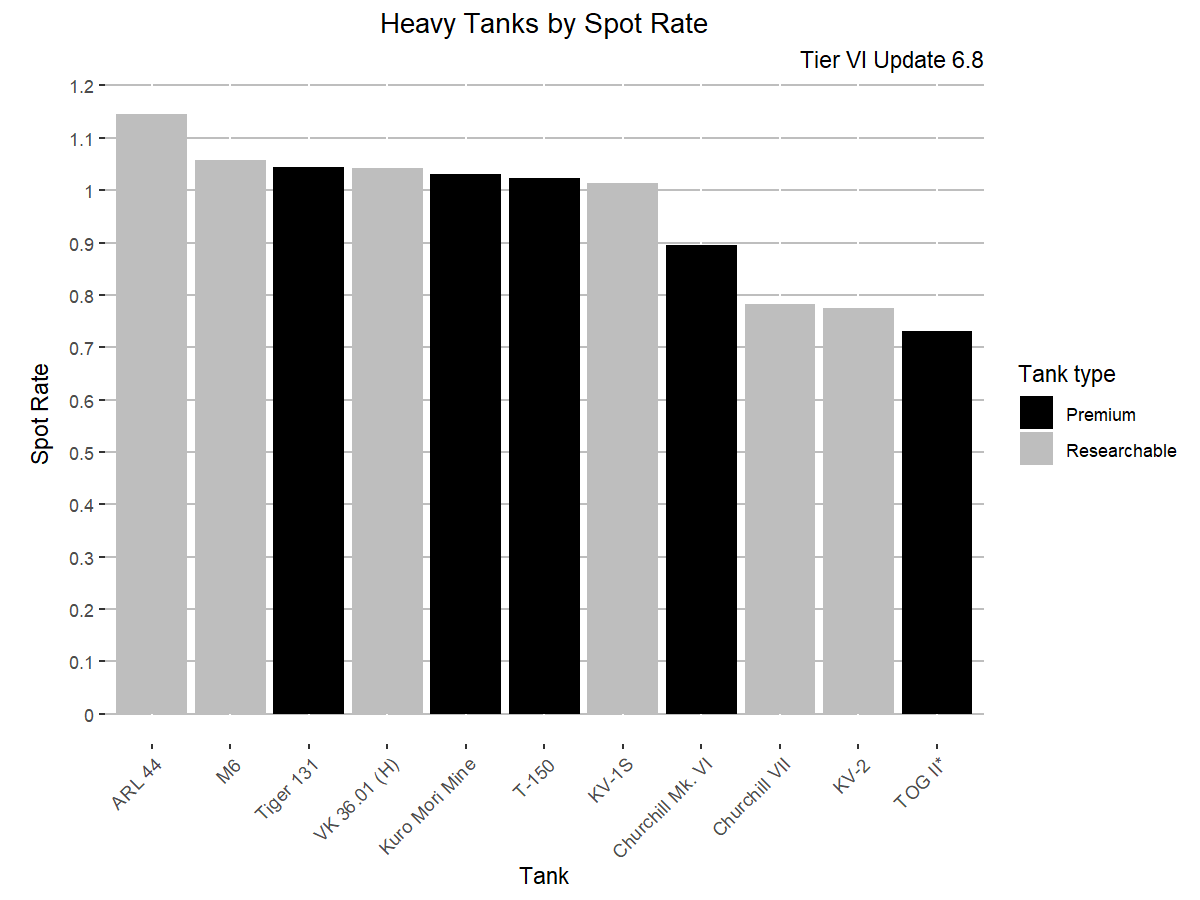 Heavy Tanks by Spot Rate
Tier VI Update 6.8
Spot Rate
1.2
1.1
1
0.9
0.8
0.7
0.6
0.5
0.4
0.3
0.2
0.1
0
ARL 44
M6
Tiger 131
VK 36.01 (H)
Kuro Mori Mine
T-150
KV-1S
Churchill Mk. VI
Churchill VII
KV-2
TOG II*
Tank
Tank type
Premium
Researchable